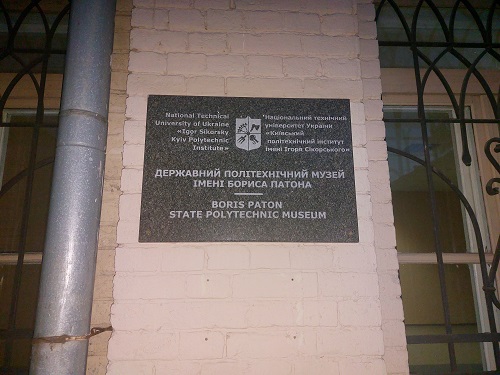 National Technical
University of Ukraine
«Igor Sikorsky
Kyiv Polytechnic
Institute»
Національний технічний
університет України
«Київський
політехнічний інститут
імені Ігоря Сікорського»
ДЕРЖАВНИЙ ПОЛІТЕХНІЧНИЙ МУЗЕЙ
ІМЕНІ БОРИСА ПАТОНА
BORIS PATON
STATE POLYTECHNIC MUSEUM